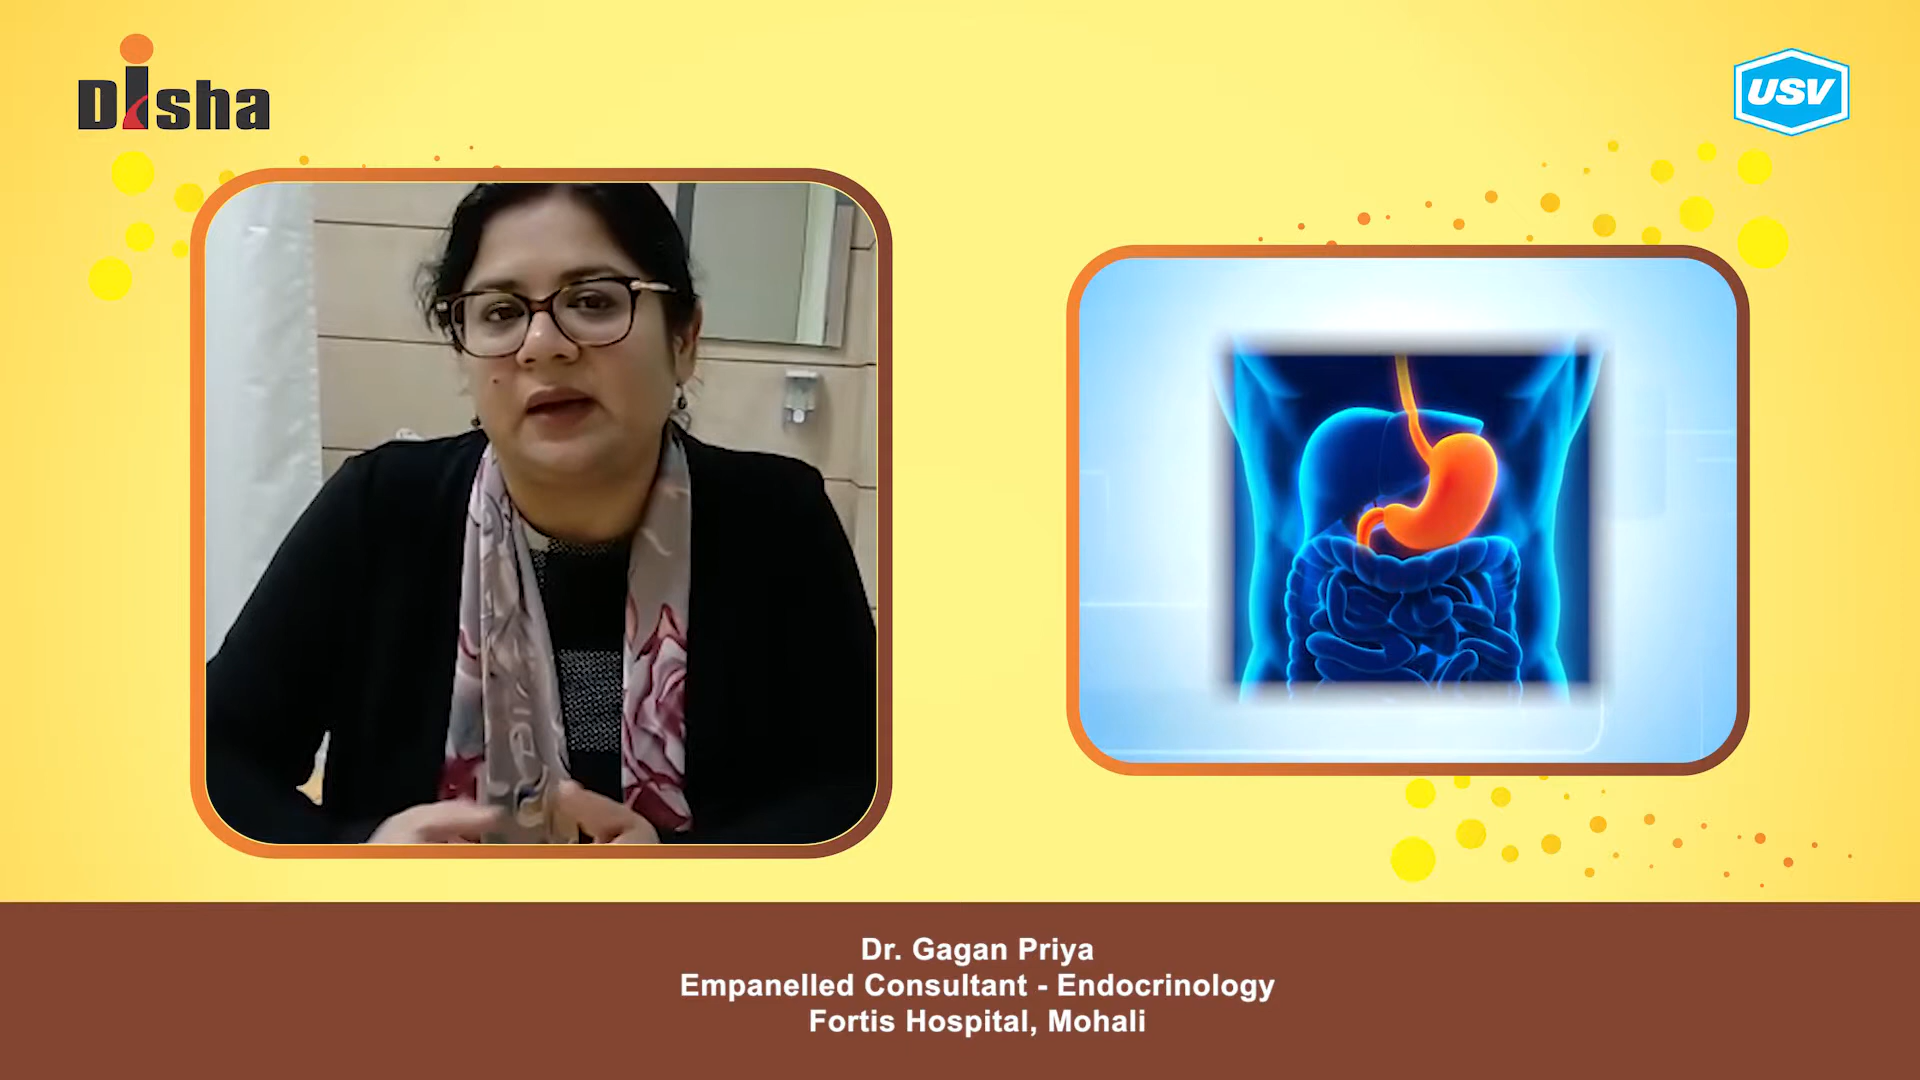 Disha
USV
Dr. Gagan Priya
Empanelled Consultant - Endocrinology
Fortis Hospital, Mohali